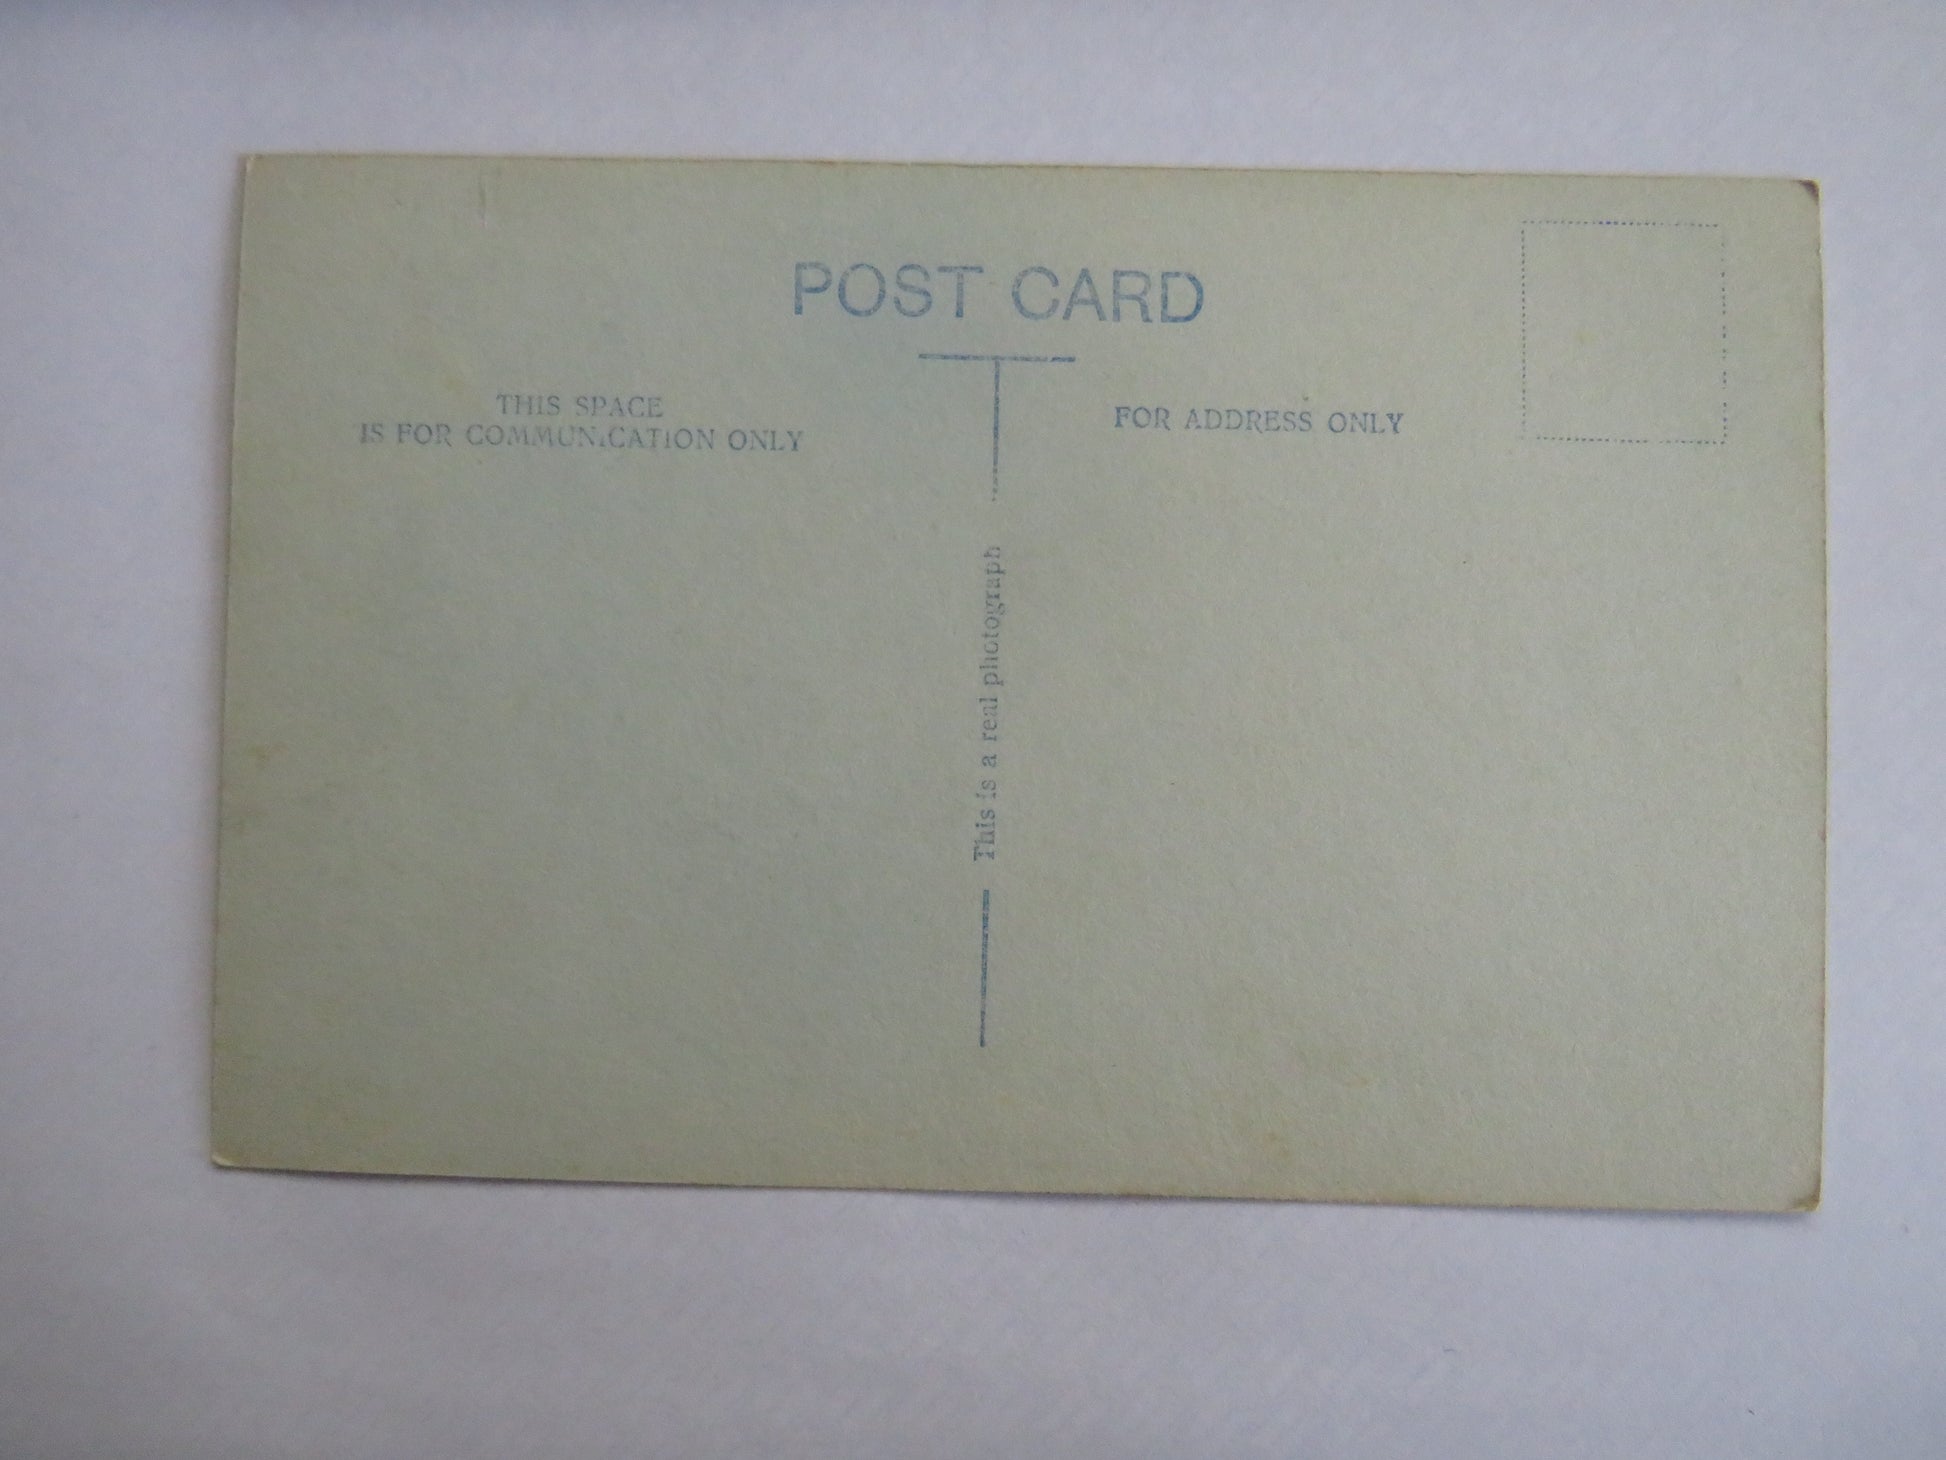 POST CARD
THIS SPACE
IS FOR COMMUNICATION ONLY
FOR ADDRESS ONLY
This is a real photograph